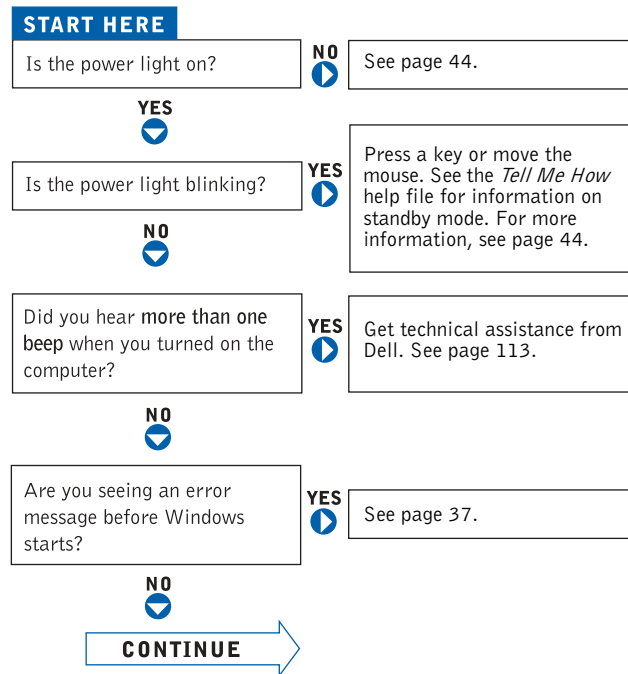 START HERE
Is the power light on?
NO
See page 44.
YES
Is the power light blinking?
YES
Press a key or move the
mouse. See the Tell Me How
help file for information on
standby mode. For more
information, see page 44.
NO
Did you hear more than one
beep when you turned on the
computer?
YES
Get technical assistance from
Dell. See page 113.
NO
Are you seeing an error
message before Windows
starts?
YES
See page 37.
NO
CONTINUE